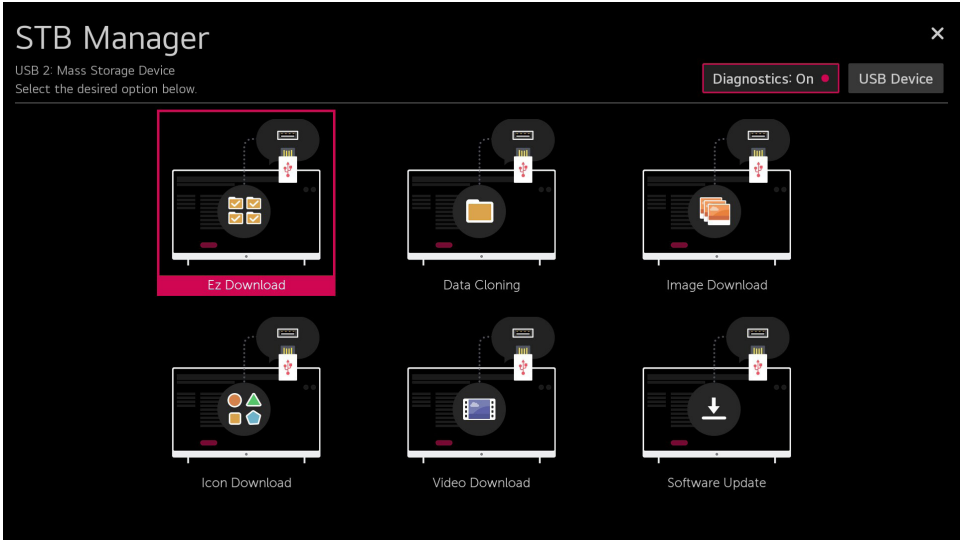 STB Manager
USB 2: Mass Storage Device
Select the desired option below.
Diagnostics: On
USB Device
Ez Download
Data Cloning
Image Download
Icon Download
Video Download
Software Update